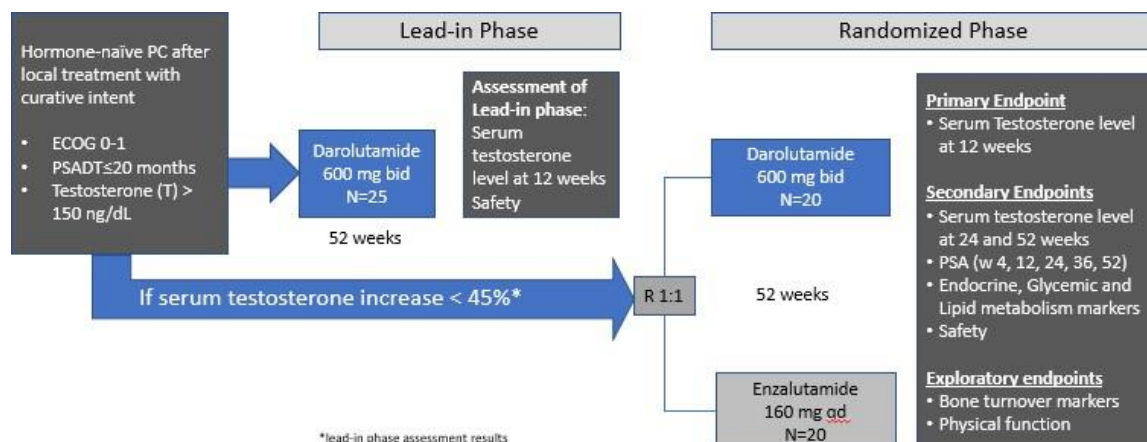 Lead-in Phase
Randomized Phase
Hormone-naïve PC after
local treatment with
curative intent
• ECOG 0-1
• PSADT≤20 months
• Testosterone (T) >
150 ng/dL
Darolutamide
600 mg bid
N=25
52 weeks
Assessment of
Lead-in phase:
Serum
testosterone
level at 12 weeks
Safety
If serum testosterone increase < 45%*
R 1:1
Darolutamide
600 mg bid
N=20
52 weeks
Enzalutamide
160 mg qd
N=20
Primary Endpoint
• Serum Testosterone level
at 12 weeks
Secondary Endpoints
• Serum testosterone level
at 24 and 52 weeks
• PSA (w 4, 12, 24, 36, 52)
• Endocrine, Glycemic and
Lipid metabolism markers
• Safety
Exploratory endpoints
• Bone turnover markers
• Physical function
*lead-in phase assessment results